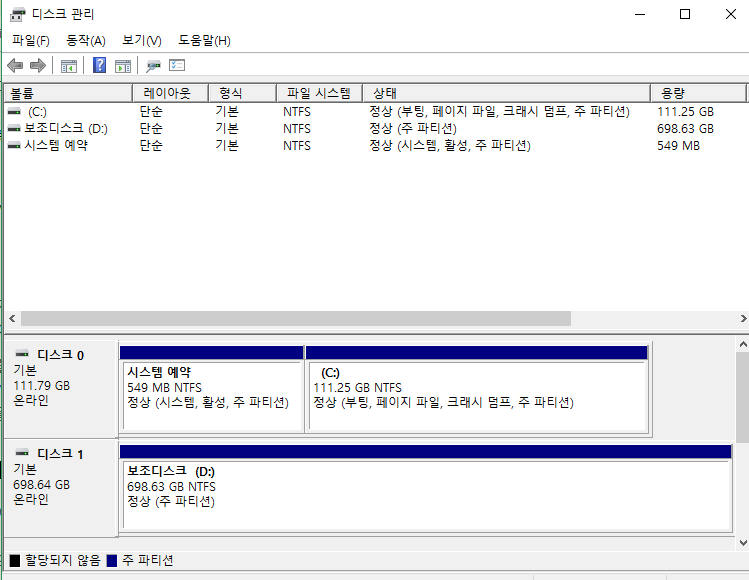 디스크 관리
파일(F) 동작(A) 보기(V) 도움말(H)
볼륨 레이아웃 형식 파일 시스템 상태 용량
(C:) 단순 기본 NTFS 정상 (부팅, 페이지 파일, 크래시 덤프, 주 파티션) 111.25 GB
보조디스크 (D:) 단순 기본 NTFS 정상 (주 파티션) 698.63 GB
시스템 예약 단순 기본 NTFS 정상 (시스템, 활성, 주 파티션) 549 MB
디스크 0
기본
111.79 GB
온라인
시스템 예약
549 MB NTFS
정상 (시스템, 활성, 주 파티션)
(C:)
111.25 GB NTFS
정상 (부팅, 페이지 파일, 크래시 덤프, 주 파티션)
디스크 1
기본
698.64 GB
온라인
보조디스크 (D:)
698.63 GB NTFS
정상 (주 파티션)
할당되지 않음 주 파티션